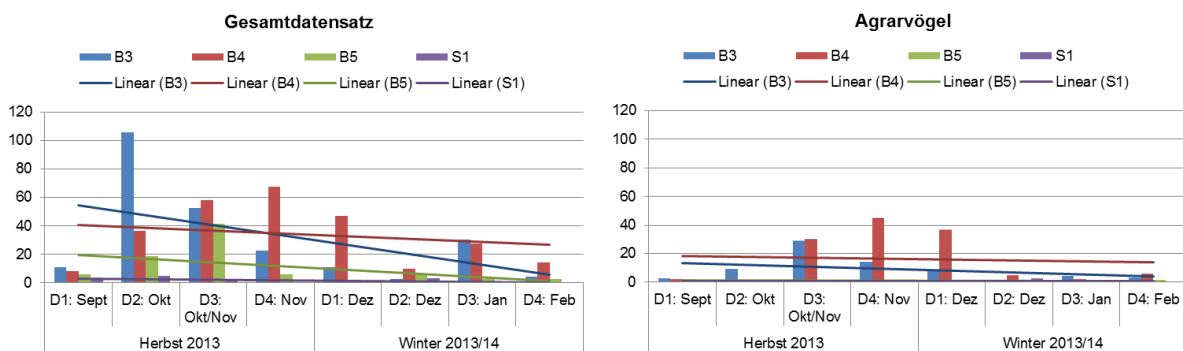 Gesamtdatensatz
B3 B4 B5 S1
Linear (B3) Linear (B4) Linear (B5) Linear (S1)
120
100
80
60
40
20
0
D1: Sept D2: Okt D3: D4: Nov D1: Dez D2: Dez D3: Jan D4: Feb
Okt/Nov
Herbst 2013 Winter 2013/14
Agrarvögel
B3 B4 B5 S1
Linear (B3) Linear (B4) Linear (B5) Linear (S1)
120
100
80
60
40
20
0
D1: Sept D2: Okt D3: D4: Nov D1: Dez D2: Dez D3: Jan D4: Feb
Okt/Nov
Herbst 2013 Winter 2013/14